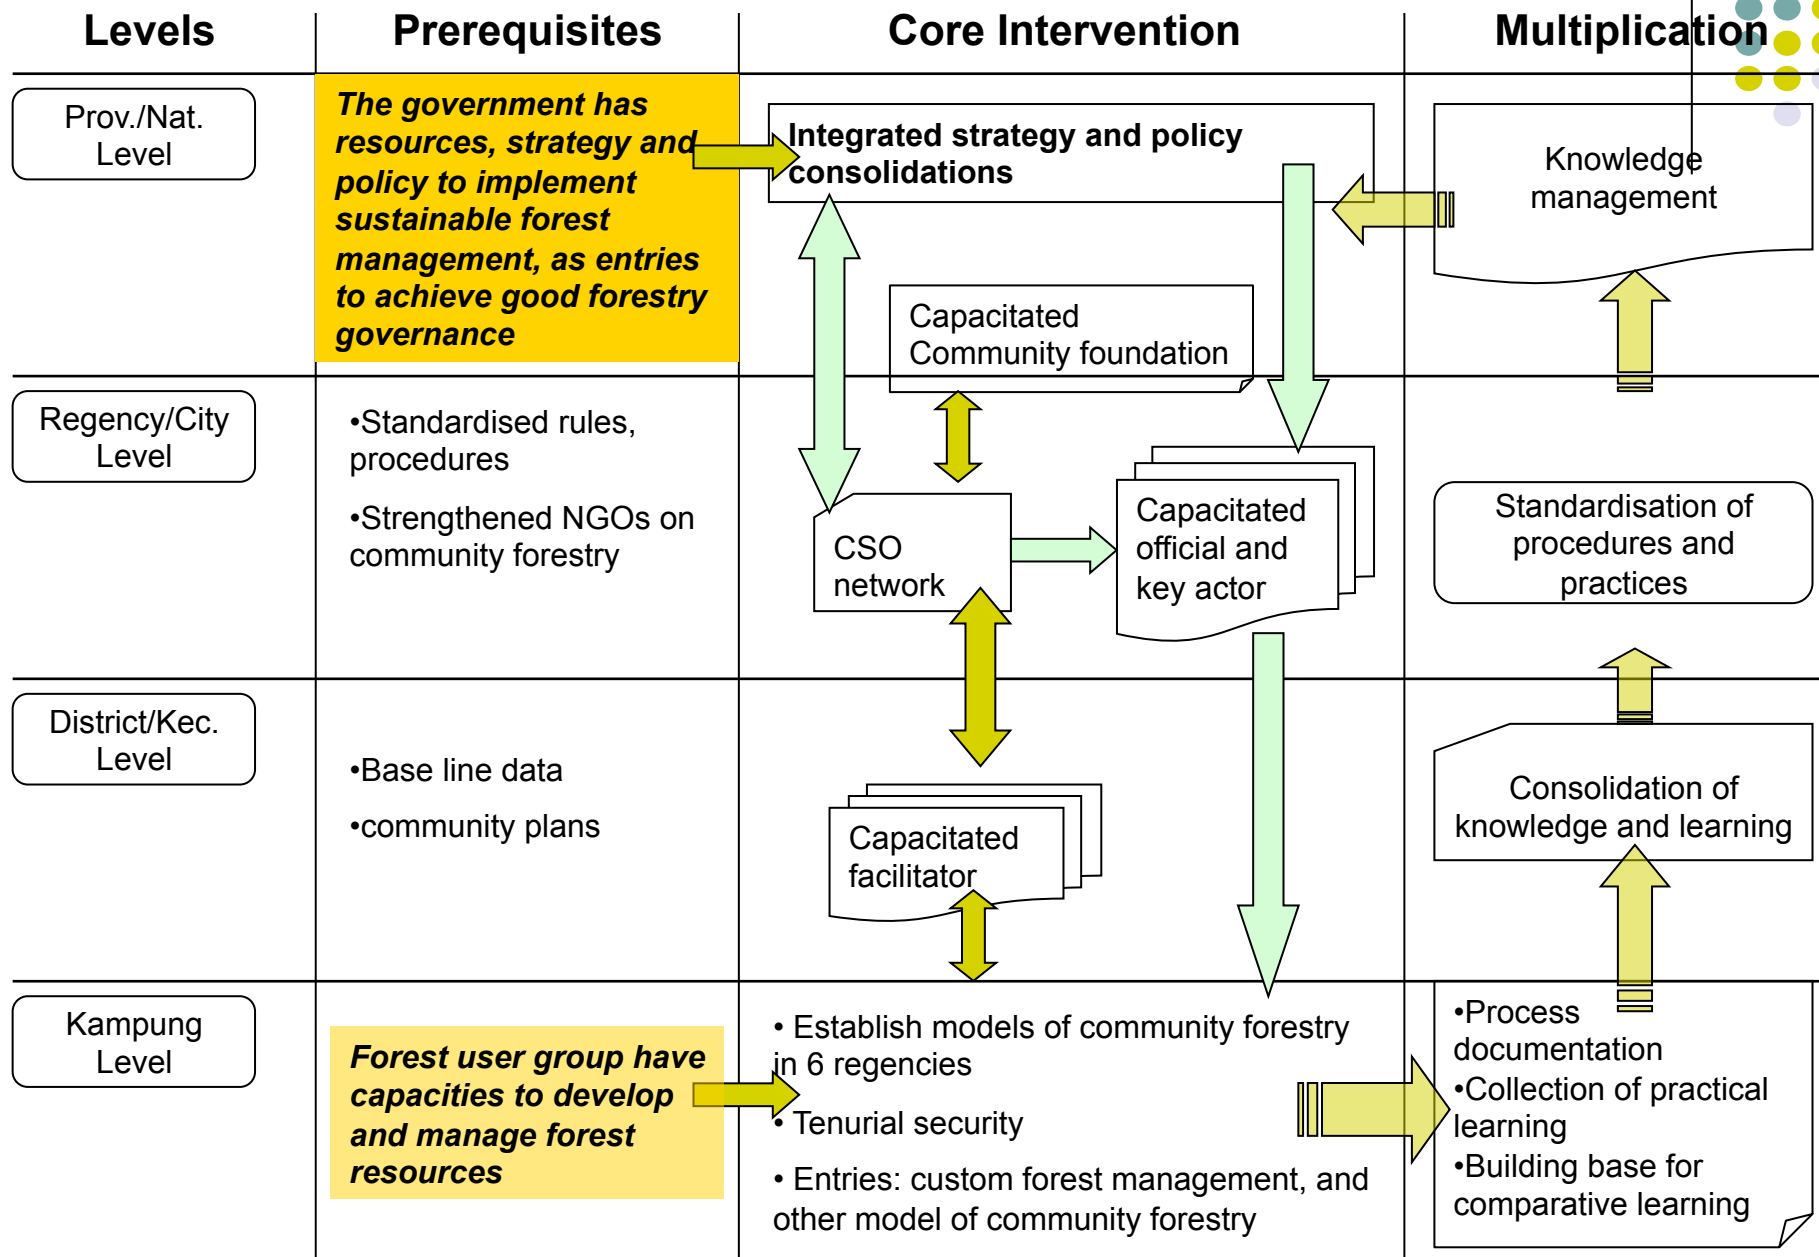 Levels
Prerequisites
Core Intervention
Multiplication
Prov./Nat.
Level
The government has
resources, strategy and
policy to implement
sustainable forest
management, as entries
to achieve good forestry
governance
Integrated strategy and policy
consolidations
Capacitated
Community foundation
Knowledge
management
Regency/City
Level
•Standardised rules,
procedures
•Strengthened NGOs on
community forestry
CSO
network
Capacitated
official and
key actor
Standardisation of
procedures and
practices
District/Kec.
Level
•Base line data
•community plans
Capacitated
facilitator
Consolidation of
knowledge and learning
Kampung
Level
Forest user group have
capacities to develop
and manage forest
resources
• Establish models of community forestry
in 6 regencies
• Tenurial security
• Entries: custom forest management, and
other model of community forestry
•Process
documentation
•Collection of practical
learning
•Building base for
comparative learning